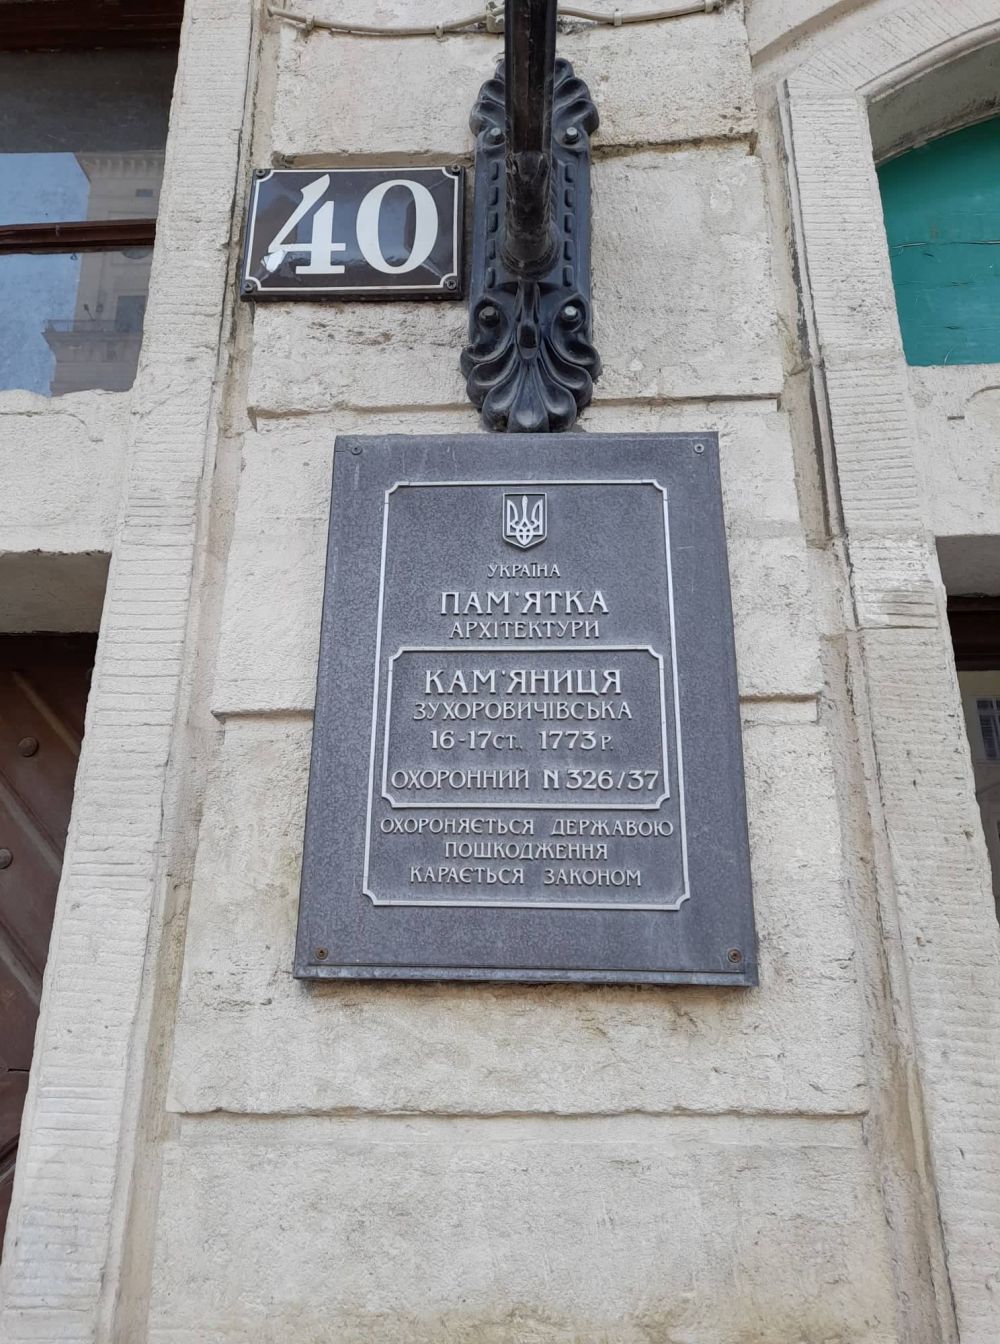 40
УКРАЇНА
ПАМ'ЯТКА
АРХІТЕКТУРИ
КАМ'ЯНИЦЯ
ЗУХОРОВИЧІВСЬКА
16-17СТ., 1773Р.
ОХОРОННИЙ N 326/37
ОХОРОНЯЄТЬСЯ ДЕРЖАВОЮ
ПОШКОДЖЕННЯ
КАРАЄТЬСЯ ЗАКОНОМ